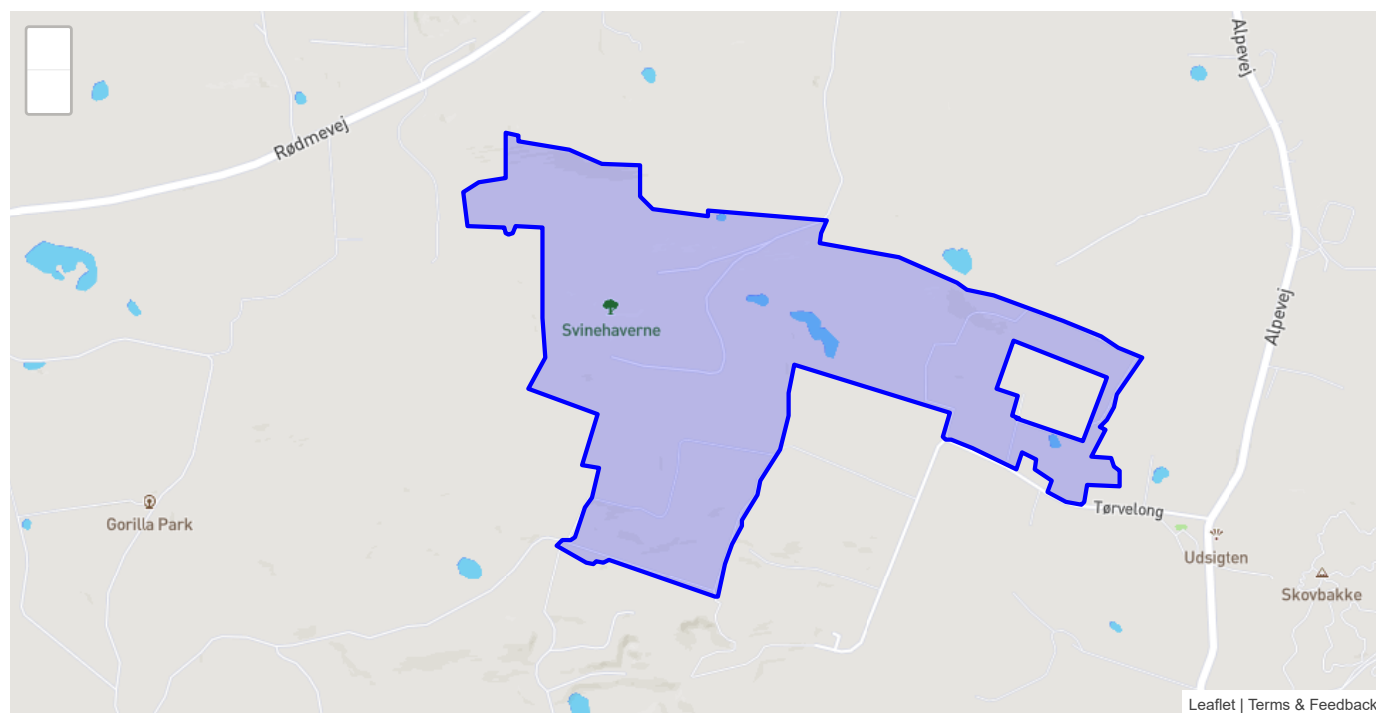 Alpevej
Rødmevej
Alpevej
Svinehaverne
Tørvelong
Gorilla Park
Udsigten
Skovbakke
Leaflet | Terms & Feedback